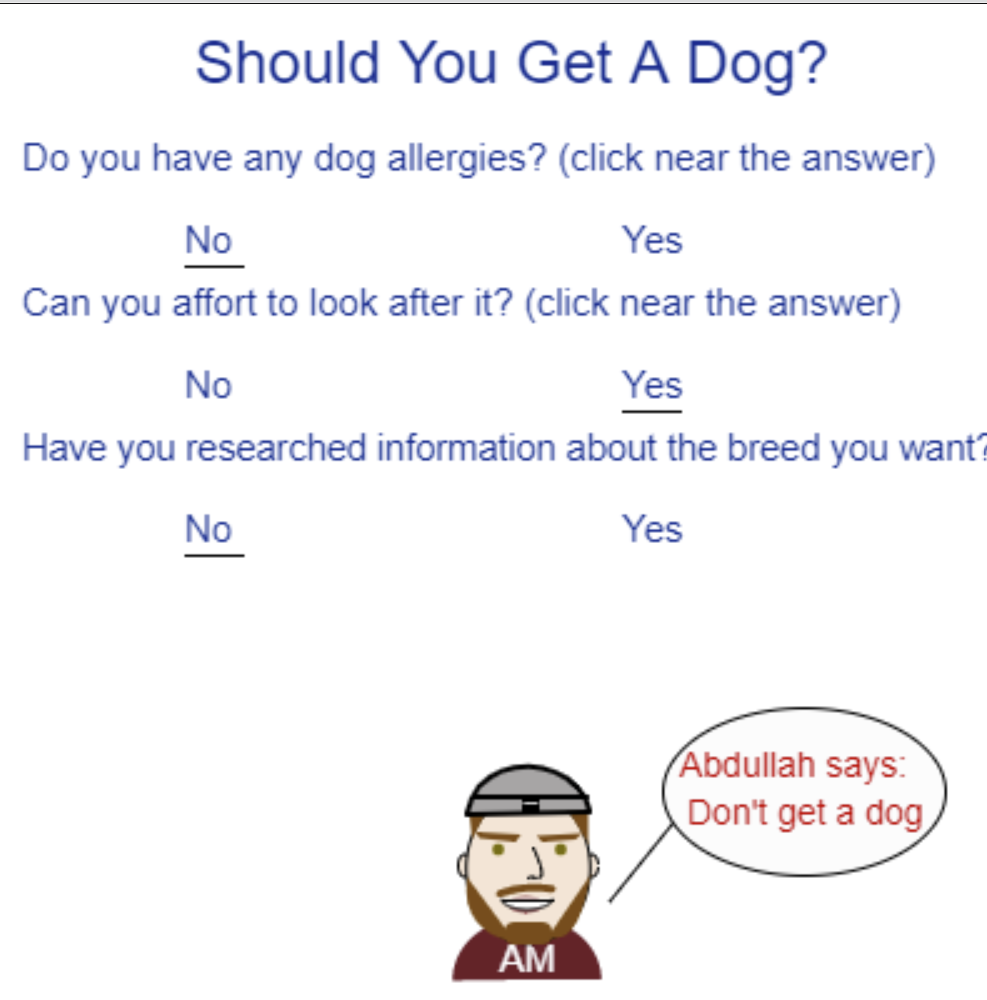 Should You Get A Dog?
Do you have any dog allergies? (click near the answer)
No Yes
Can you affort to look after it? (click near the answer)
No Yes
Have you researched information about the breed you want?
No Yes
Abdullah says:
Don't get a dog
AM